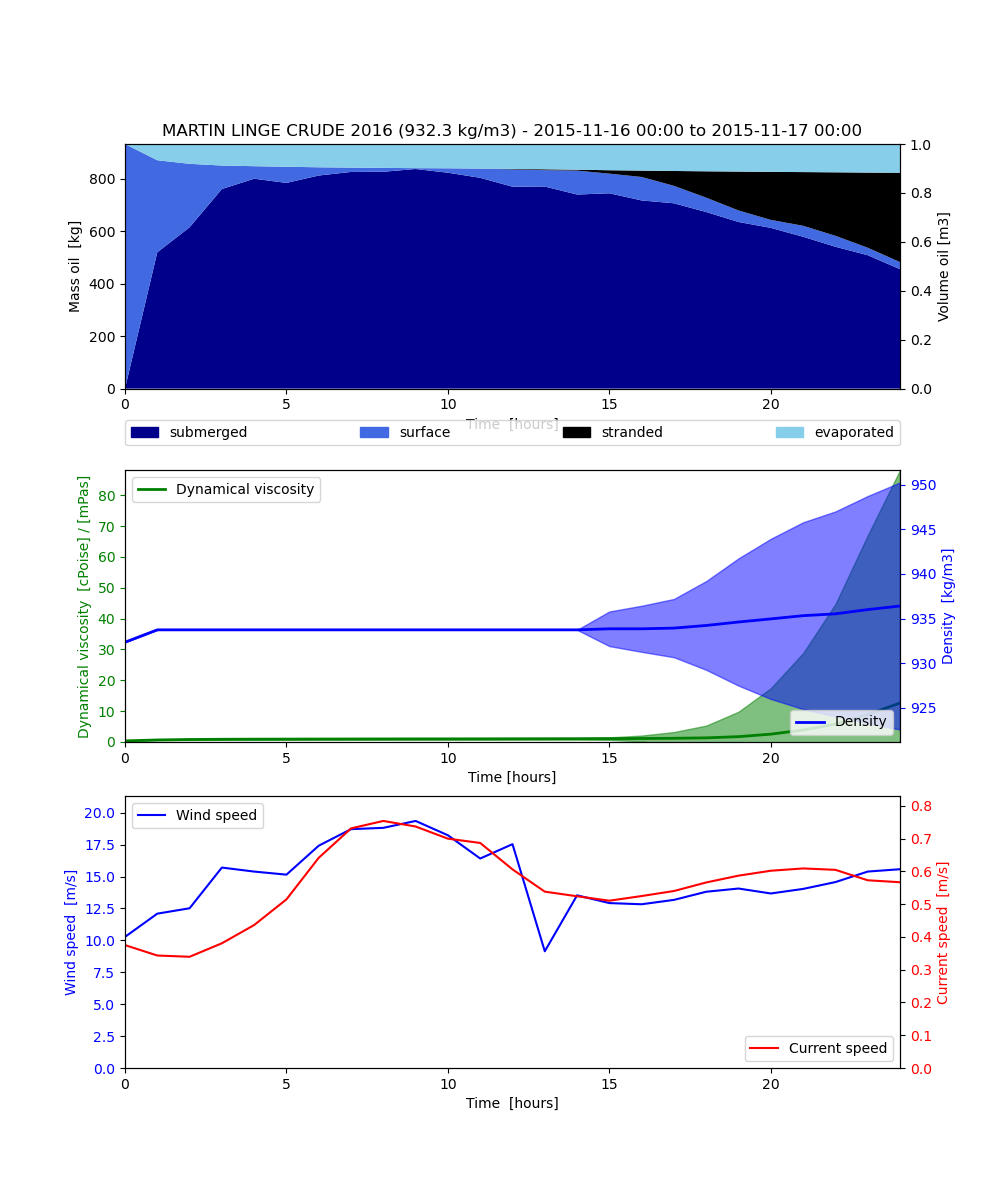 MARTIN LINGE CRUDE 2016 (932.3 kg/m3) - 2015-11-16 00:00 to 2015-11-17 00:00
Mass oil [kg]
800
600
400
200
0
1.0
0.8
0.6
0.4
0.2
0.0
Volume oil [m3]
0 5 10 15 20
Time [hours]
submerged surface stranded evaporated
Dynamical viscosity [cPoise] / [mPas]
80
70
60
50
40
30
20
10
0
Dynamical viscosity
950
945
940
935
930
925
Density [kg/m3]
Density
0 5 10 15 20
Time [hours]
Wind speed [m/s]
20.0
17.5
15.0
12.5
10.0
7.5
5.0
2.5
0.0
Wind speed
0.8
0.7
0.6
0.5
0.4
0.3
0.2
0.1
0.0
Current speed [m/s]
Current speed
0 5 10 15 20
Time [hours]